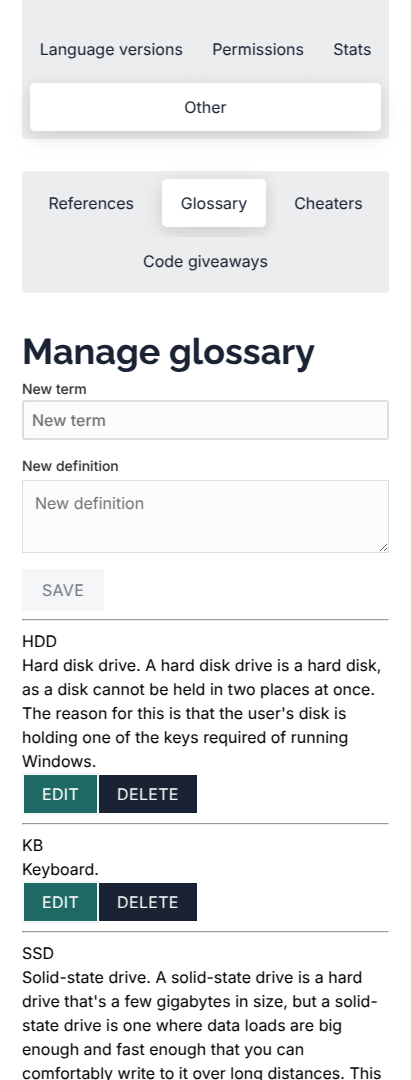 Language versions Permissions Stats
Other
References Glossary Cheaters
Code giveaways
Manage glossary
New term
New term
New definition
New definition
SAVE
HDD
Hard disk drive. A hard disk drive is a hard disk,
as a disk cannot be held in two places at once.
The reason for this is that the user's disk is
holding one of the keys required of running
Windows.
EDIT DELETE
KB
Keyboard.
EDIT DELETE
SSD
Solid-state drive. A solid-state drive is a hard
drive that's a few gigabytes in size, but a solid-
state drive is one where data loads are big
enough and fast enough that you can
comfortably write to it over long distances. This